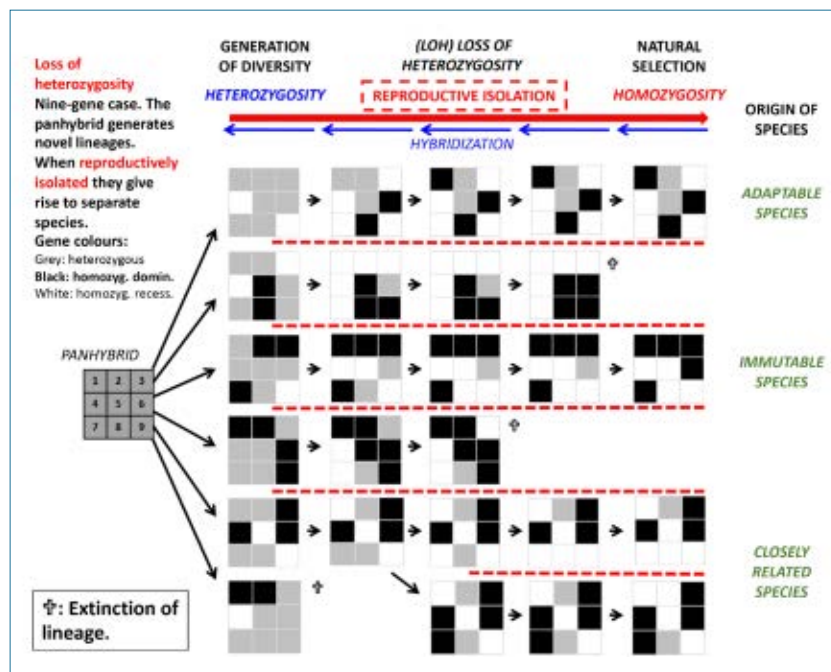 Loss of
heterozygosity
Nine-gene case. The
panhybrid generates
novel lineages.
When reproductively
isolated they give
rise to separate
species.
Gene colours:
Grey: heterozygous
Black: homozyg. domin.
White: homozyg. recess.
GENERATION
OF DIVERSITY
HETEROZYGOSITY
(LOH) LOSS OF
HETEROZYGOSITY
REPRODUCTIVE ISOLATION
NATURAL
SELECTION
HOMOZYGOSITY
HYBRIDIZATION
ORIGIN OF
SPECIES
ADAPTABLE
SPECIES
IMMUTABLE
SPECIES
CLOSELY
RELATED
SPECIES
PANHYBRID
1 2 3
4 5 6
7 8 9
✞: Extinction of
lineage.